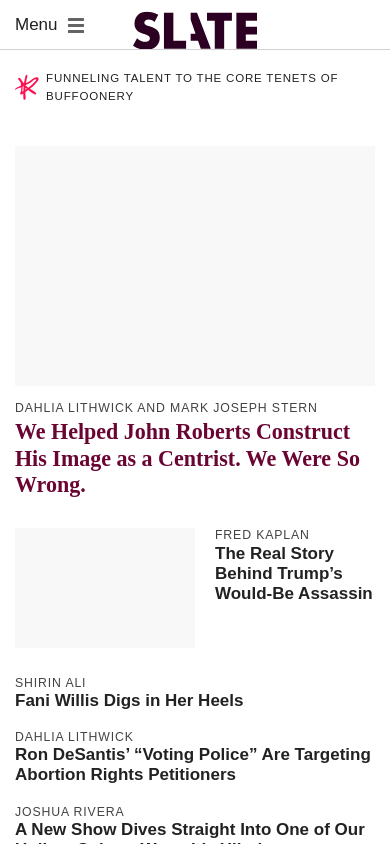 Menu
SLATE
FUNNELING TALENT TO THE CORE TENETS OF
BUFFOONERY
DAHLIA LITHWICK AND MARK JOSEPH STERN
We Helped John Roberts Construct
His Image as a Centrist. We Were So
Wrong.
FRED KAPLAN
The Real Story
Behind Trump’s
Would-Be Assassin
SHIRIN ALI
Fani Willis Digs in Her Heels
DAHLIA LITHWICK
Ron DeSantis’ “Voting Police” Are Targeting
Abortion Rights Petitioners
JOSHUA RIVERA
A New Show Dives Straight Into One of Our